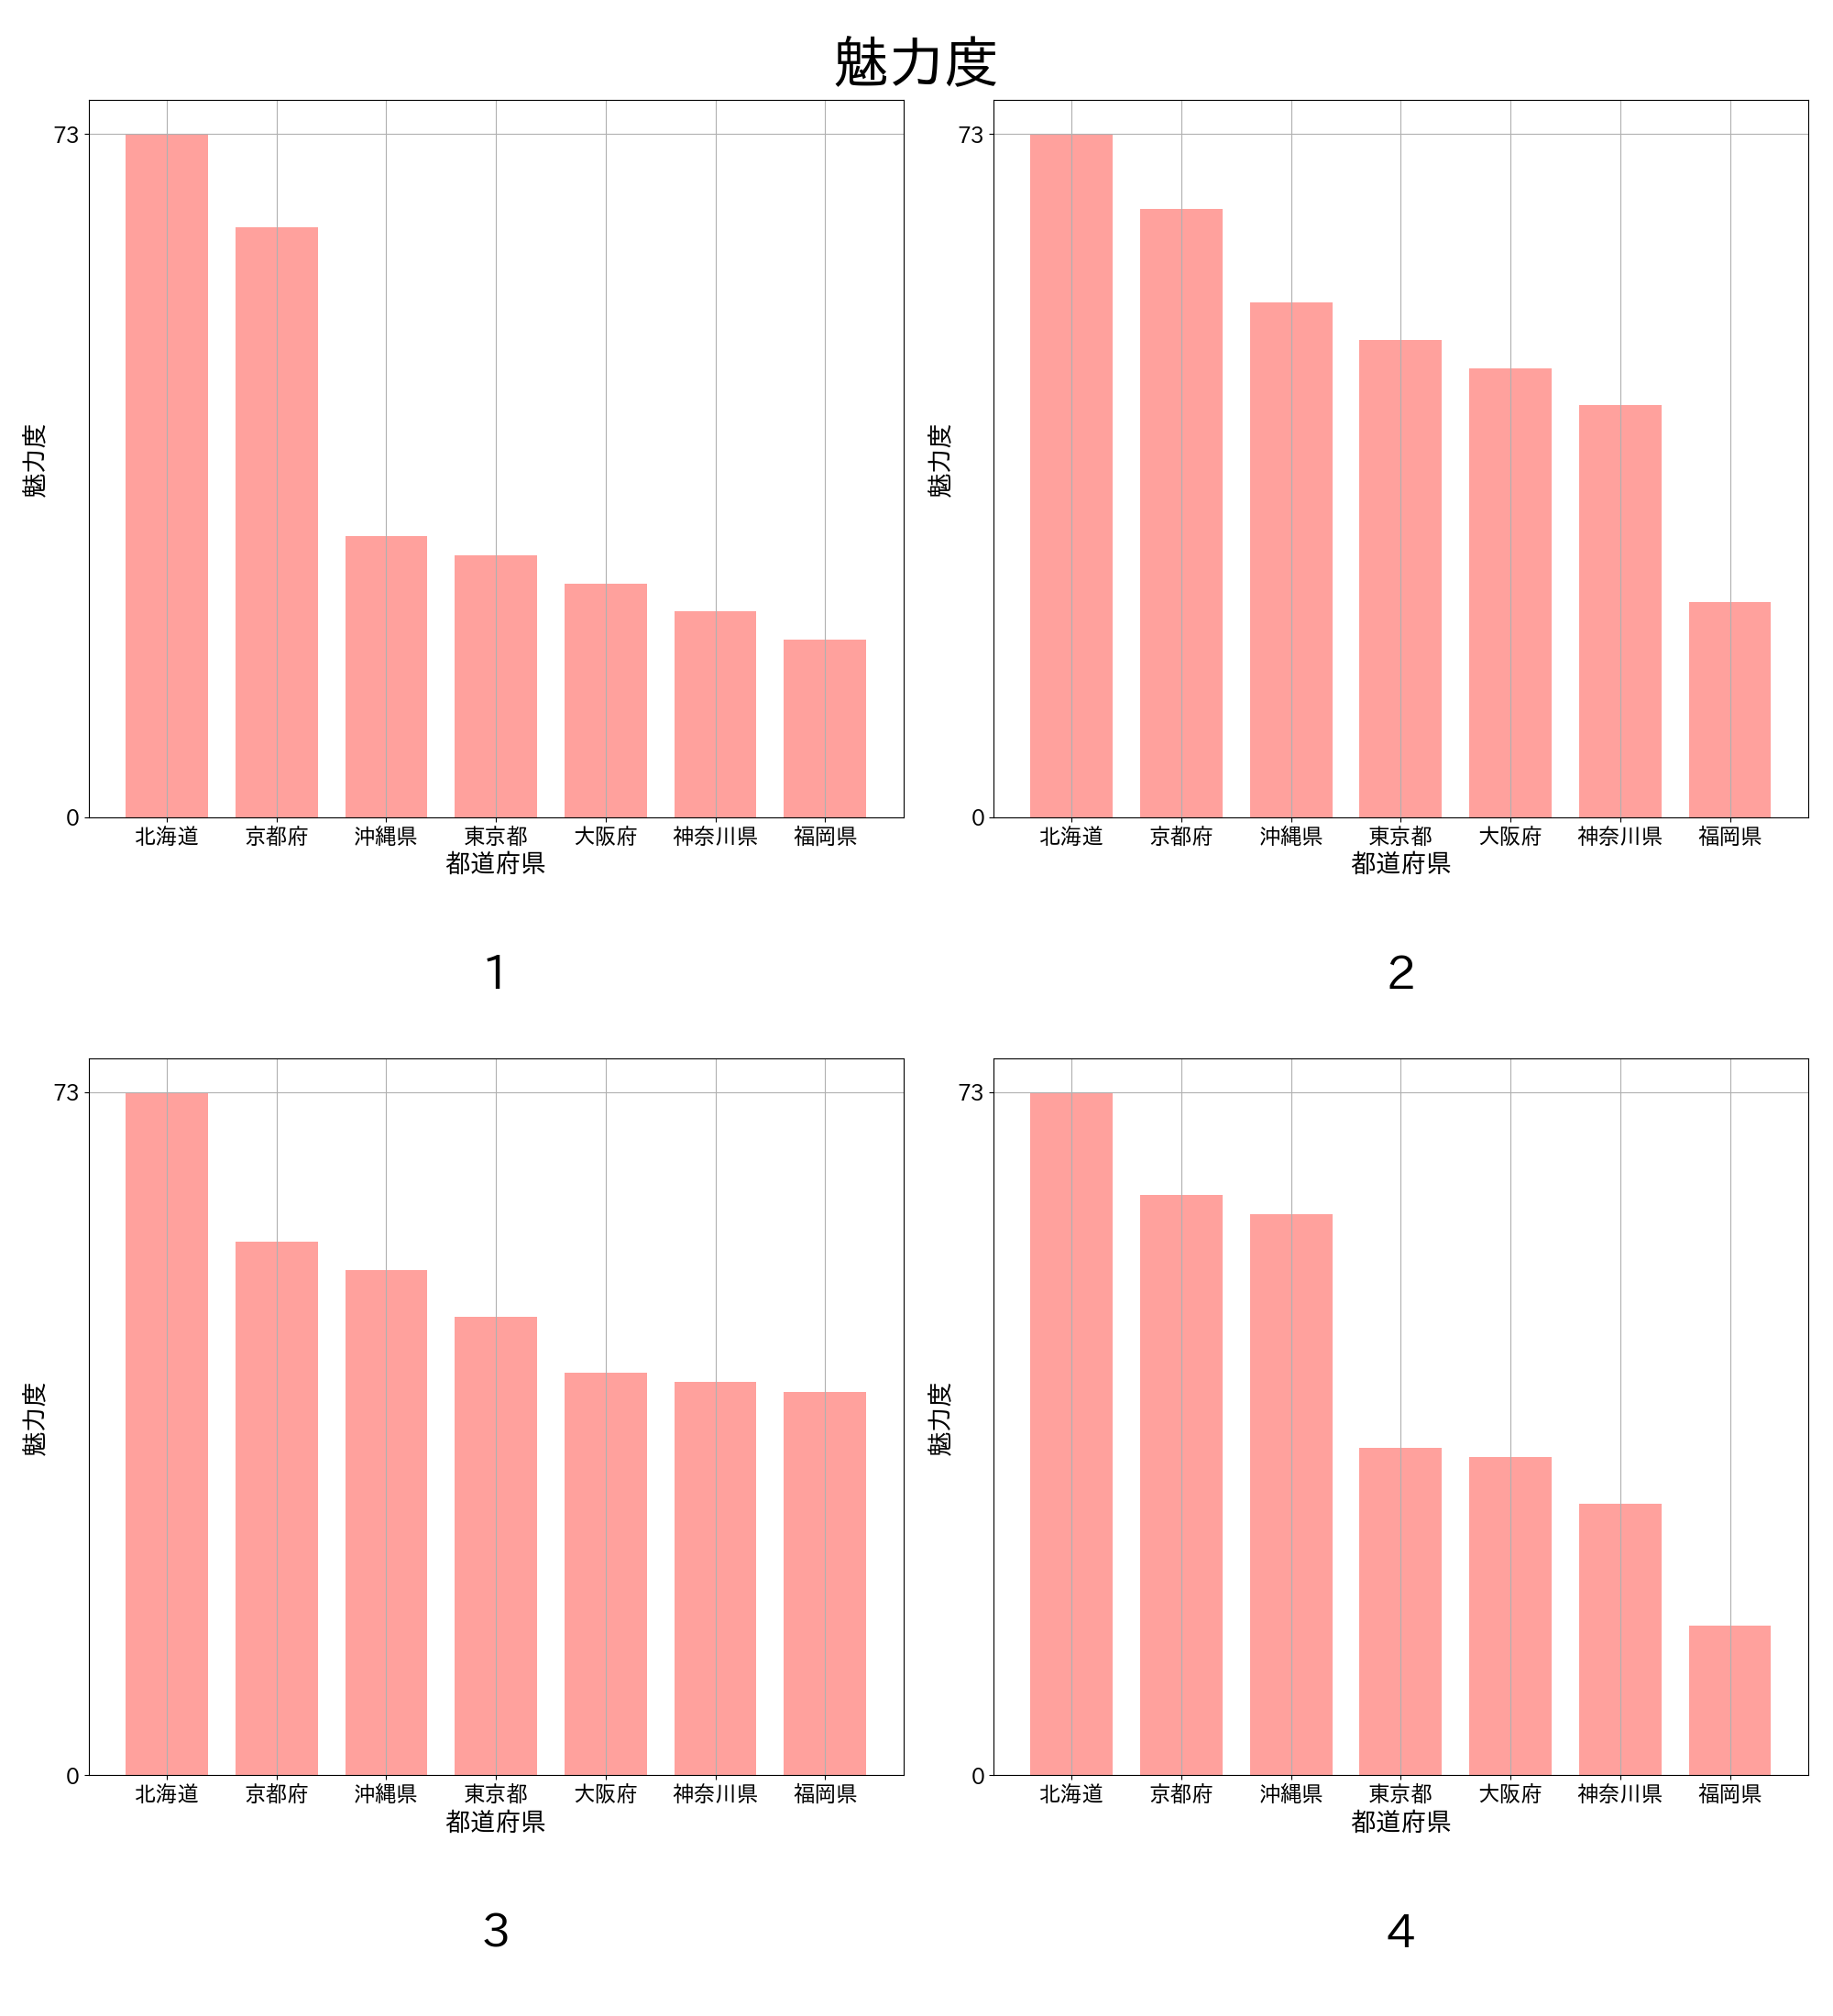 魅力度
73
0
魅力度
北海道 京都府 沖縄県 東京都 大阪府 神奈川県 福岡県
都道府県
1
73
0
魅力度
北海道 京都府 沖縄県 東京都 大阪府 神奈川県 福岡県
都道府県
2
73
0
魅力度
北海道 京都府 沖縄県 東京都 大阪府 神奈川県 福岡県
都道府県
3
73
0
魅力度
北海道 京都府 沖縄県 東京都 大阪府 神奈川県 福岡県
都道府県
4